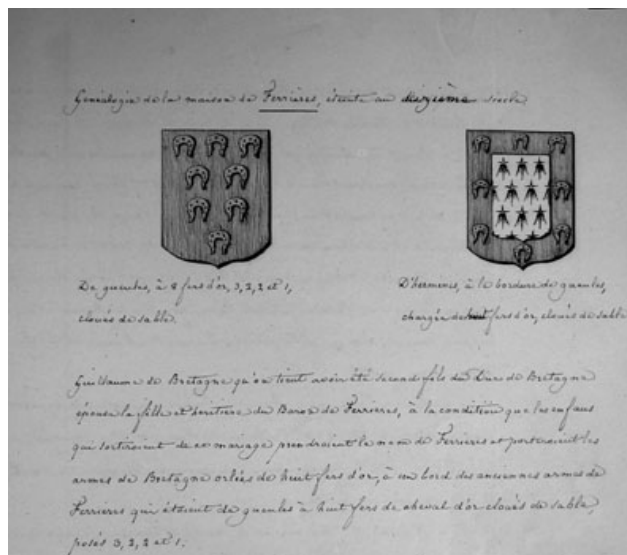 Généalogie de la maison de Ferrières, éteinte au seizième siècle.
De gueules, à 8 fers d'or, 3, 2, 2 et 1,
cloués de sable.
D'hermines, à la bordure de gueules,
chargée de huit fers d'or, cloués de sable
Guillaume de Bretagne qu'on tient avoir été second fils du Duc de Bretagne
épousa la fille et héritière du Baron de Ferrières, à la condition que les enfans
qui sortiroient de ce mariage prendroient le nom de Ferrières et porteroient les
armes de Bretagne orlées de huit fers d'or, à un bord des anciennes armes de
Ferrières qui étoient de gueules à huit fers de cheval d'or cloués de sable,
posés 3, 2, 2 et 1.